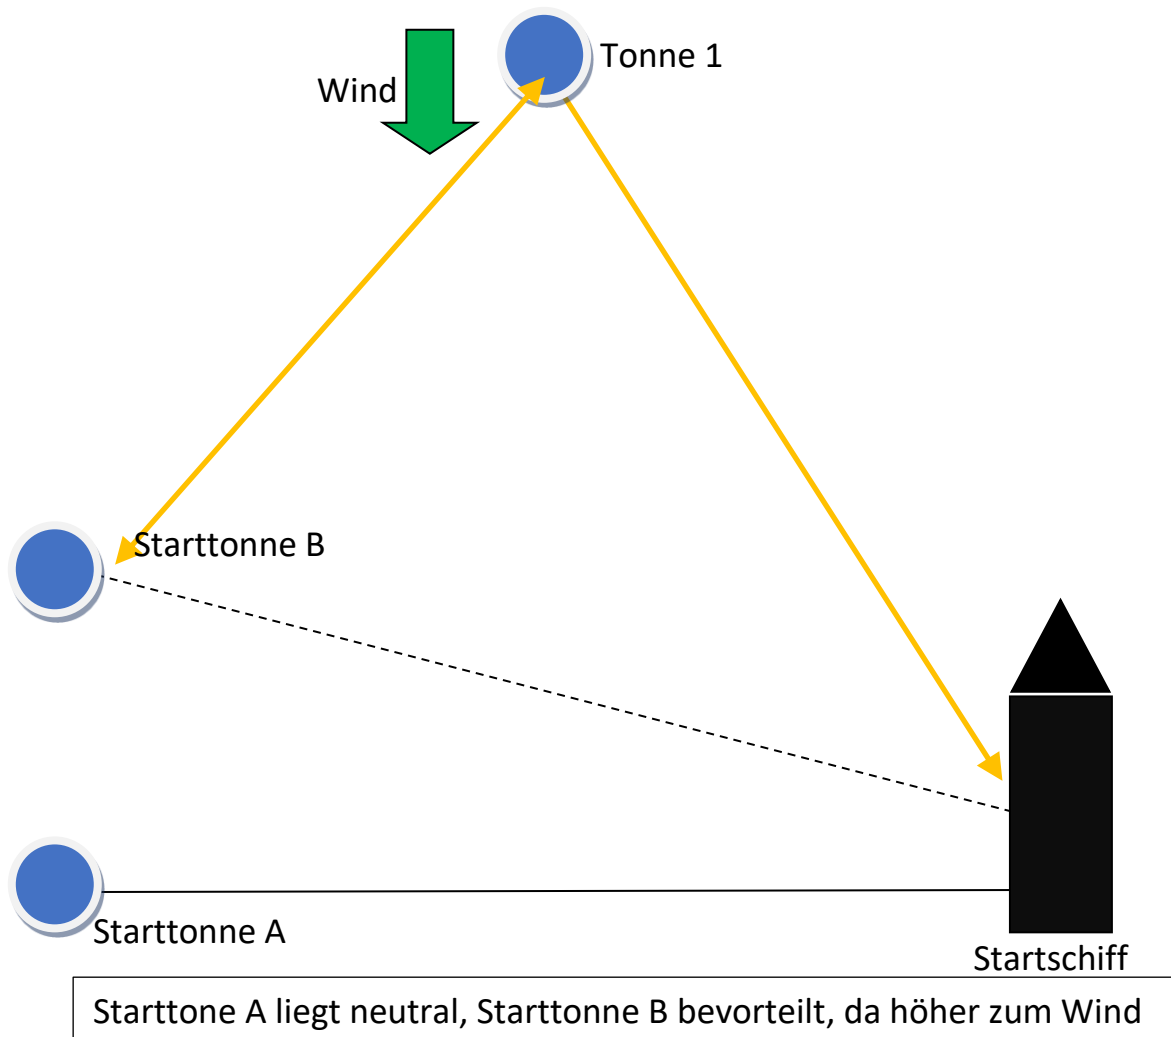 Tonne 1
Wind
Starttonne B
Starttonne A
Startschiff
Starttone A liegt neutral, Starttonne B bevorteilt, da höher zum Wind